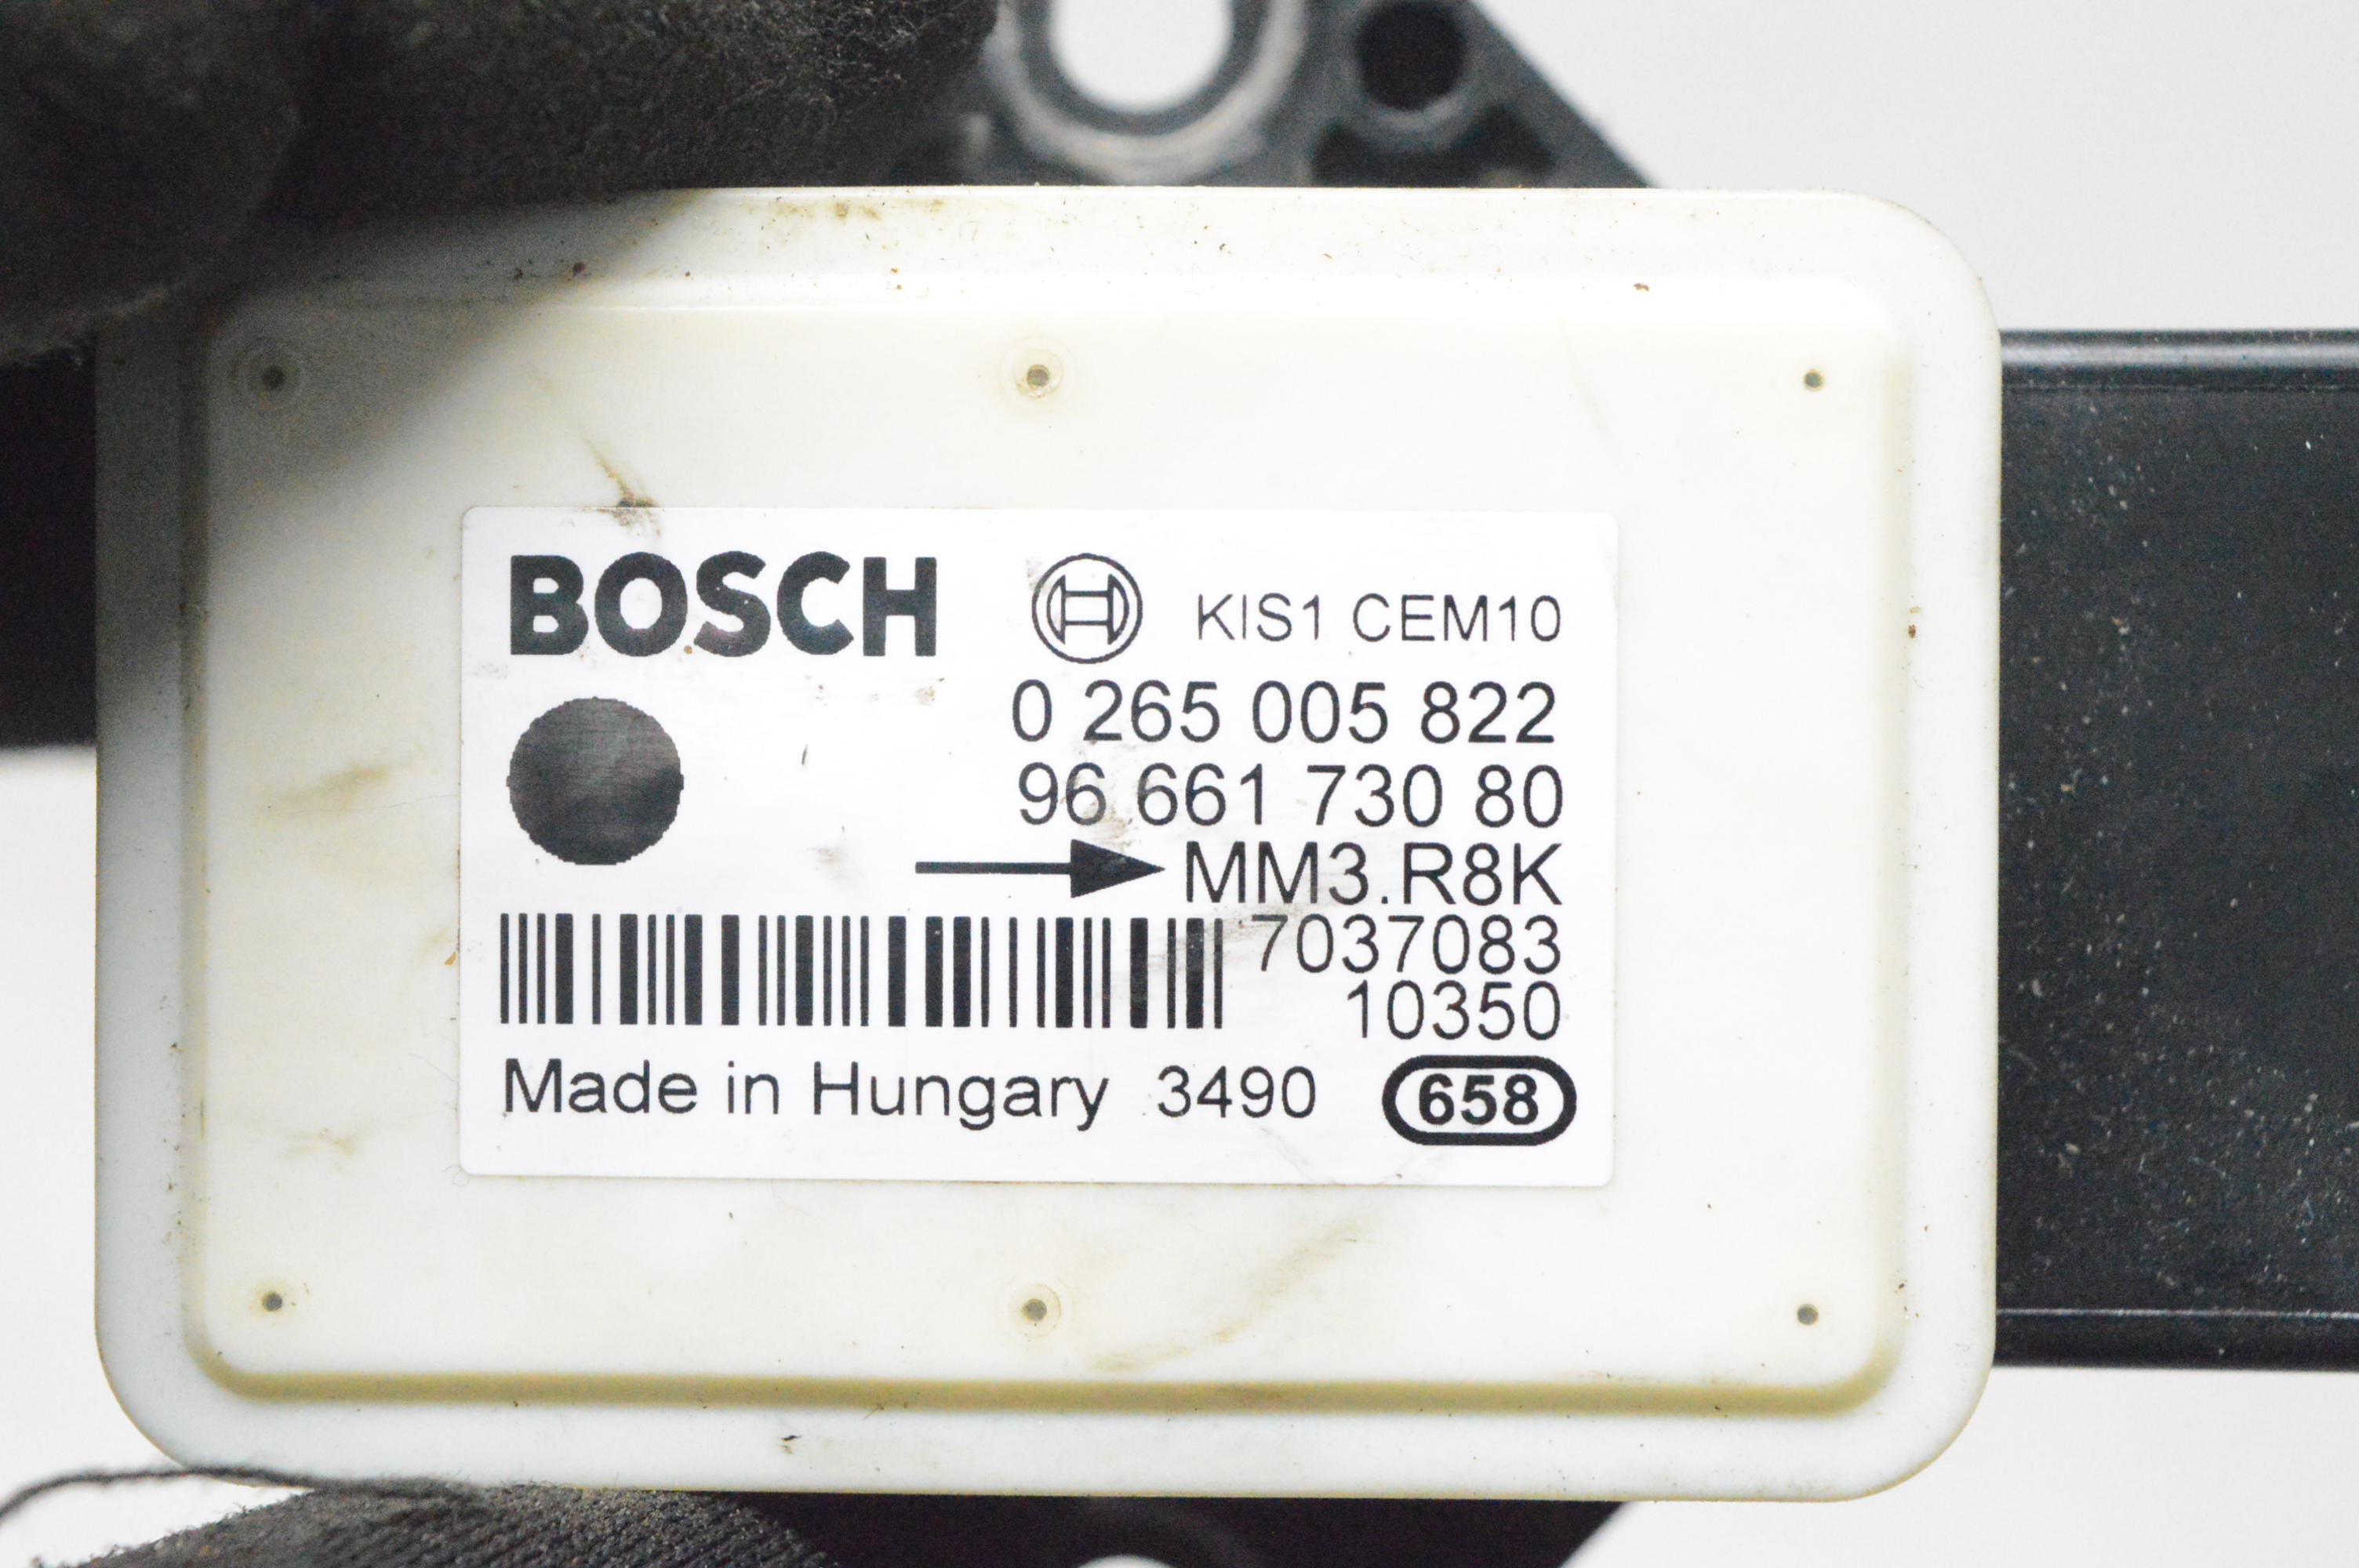 BOSCH KIS1 CEM10
0 265 005 822
96 661 730 80
MM3.R8K
7037083
10350
Made in Hungary 3490 658